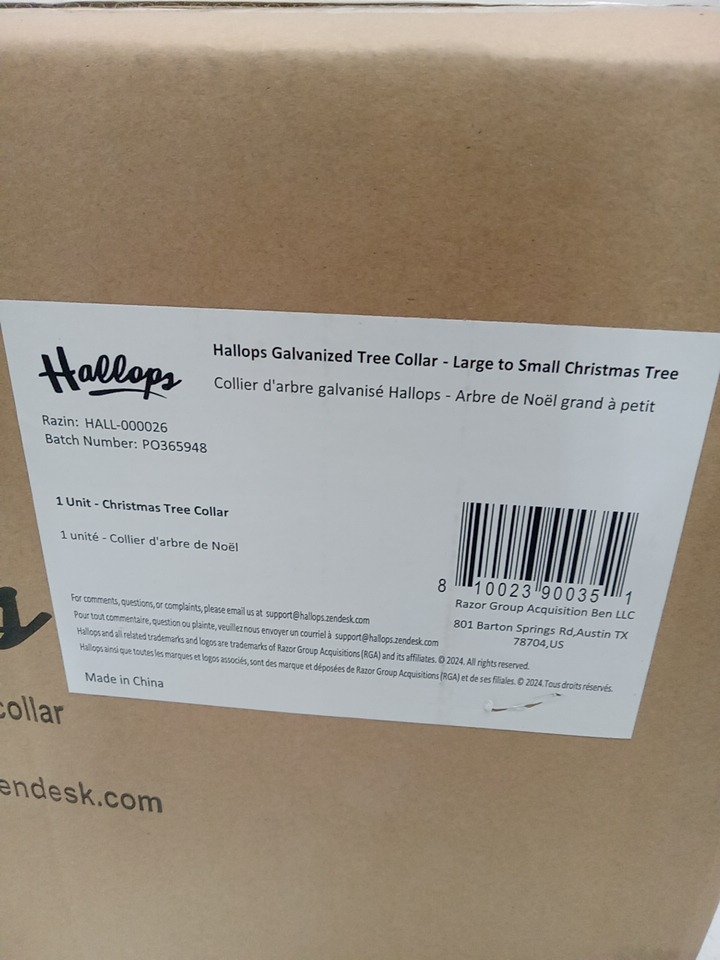 Hallops
Hallops Galvanized Tree Collar - Large to Small Christmas Tree
Collier d'arbre galvanisé Hallops - Arbre de Noël grand à petit
Razin: HALL-000026
Batch Number: PO365948
1 Unit - Christmas Tree Collar
1 unité - Collier d'arbre de Noël
8 10023 90035 1
Razor Group Acquisition Ben LLC
801 Barton Springs Rd,Austin TX
78704,US
For comments, questions, or complaints, please email us at support@hallops.zendesk.com
Pour tout commentaire, question ou plainte, veuillez nous envoyer un courriel à support@hallops.zendesk.com
Hallops and all related trademarks and logos are trademarks of Razor Group Acquisitions (RGA) and its affiliates. © 2024. All rights reserved.
Hallops ainsi que toutes les marques et logos associés, sont des marque et déposées de Razor Group Acquisitions (RGA) et de ses filiales. © 2024.Tous droits réservés.
Made in China
collar
endesk.com